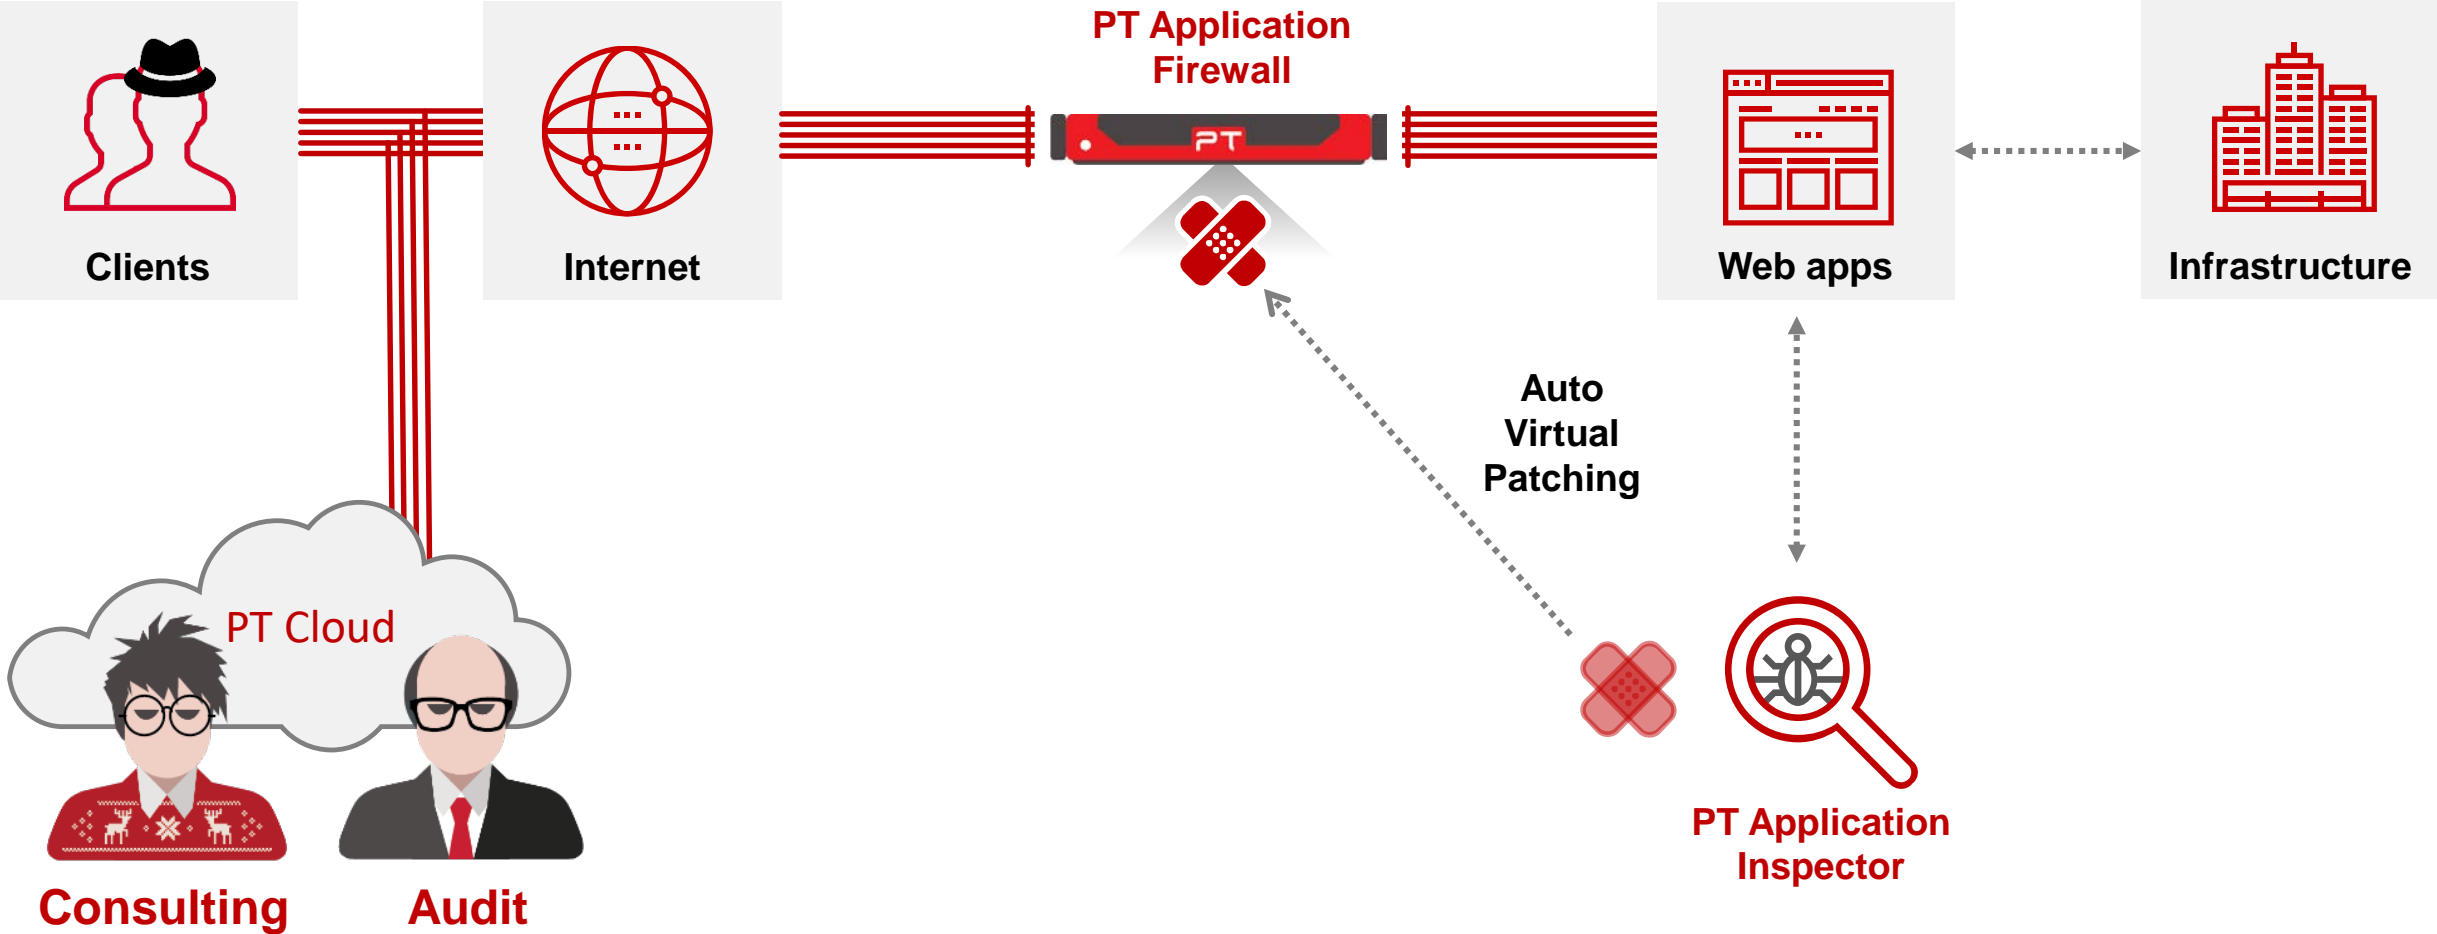 PT Application
Firewall
PT
Clients
Internet
Web apps
Infrastructure
Auto
Virtual
Patching
PT Cloud
PT Application
Inspector
Consulting
Audit